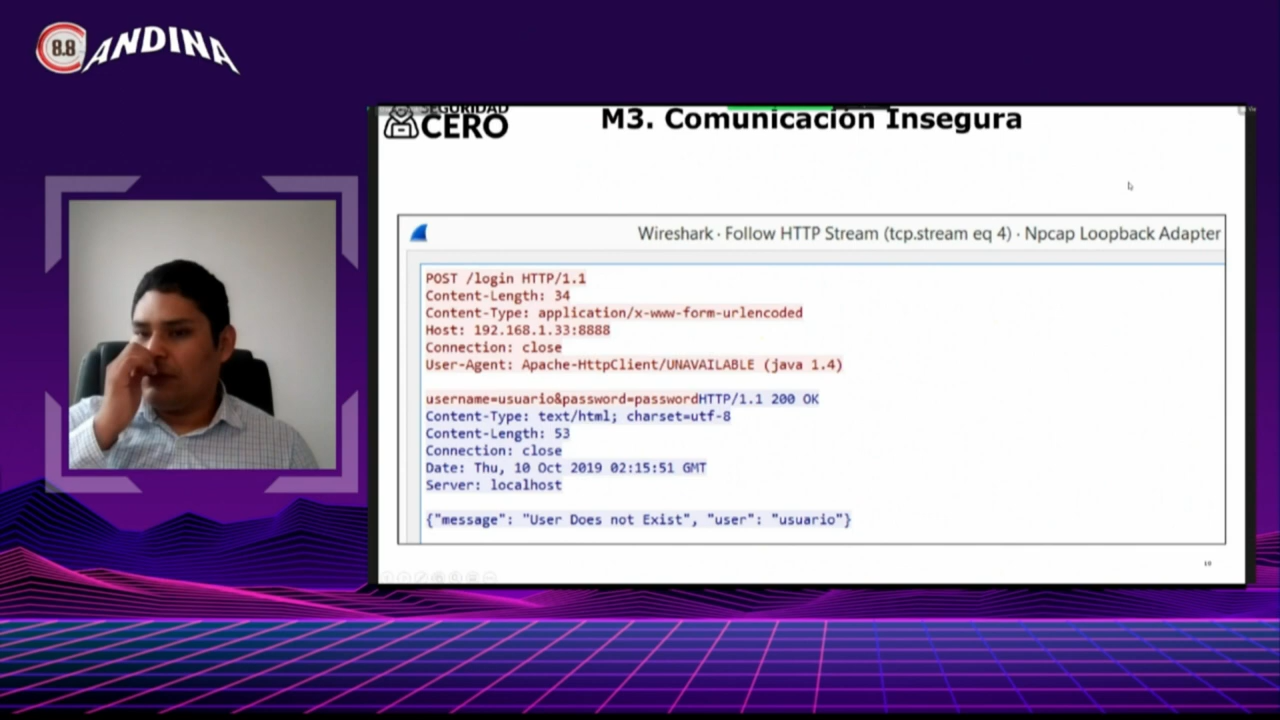 8.8 ANDINA
SEGURIDAD
CERO
M3. Comunicación Insegura
Wireshark · Follow HTTP Stream (tcp.stream eq 4) · Npcap Loopback Adapter
POST /login HTTP/1.1
Content-Length: 34
Content-Type: application/x-www-form-urlencoded
Host: 192.168.1.33:8888
Connection: close
User-Agent: Apache-HttpClient/UNAVAILABLE (java 1.4)
username=usuario&password=passwordHTTP/1.1 200 OK
Content-Type: text/html; charset=utf-8
Content-Length: 53
Connection: close
Date: Thu, 10 Oct 2019 02:15:51 GMT
Server: localhost
{"message": "User Does not Exist", "user": "usuario"}